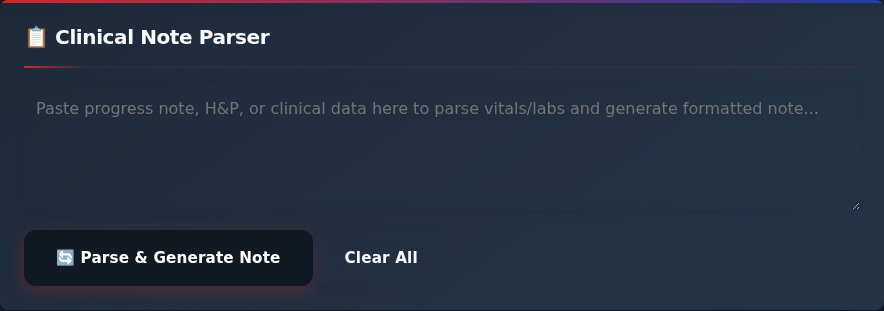 📋 Clinical Note Parser
Paste progress note, H&P, or clinical data here to parse vitals/labs and generate formatted note...
🔄 Parse & Generate Note
Clear All